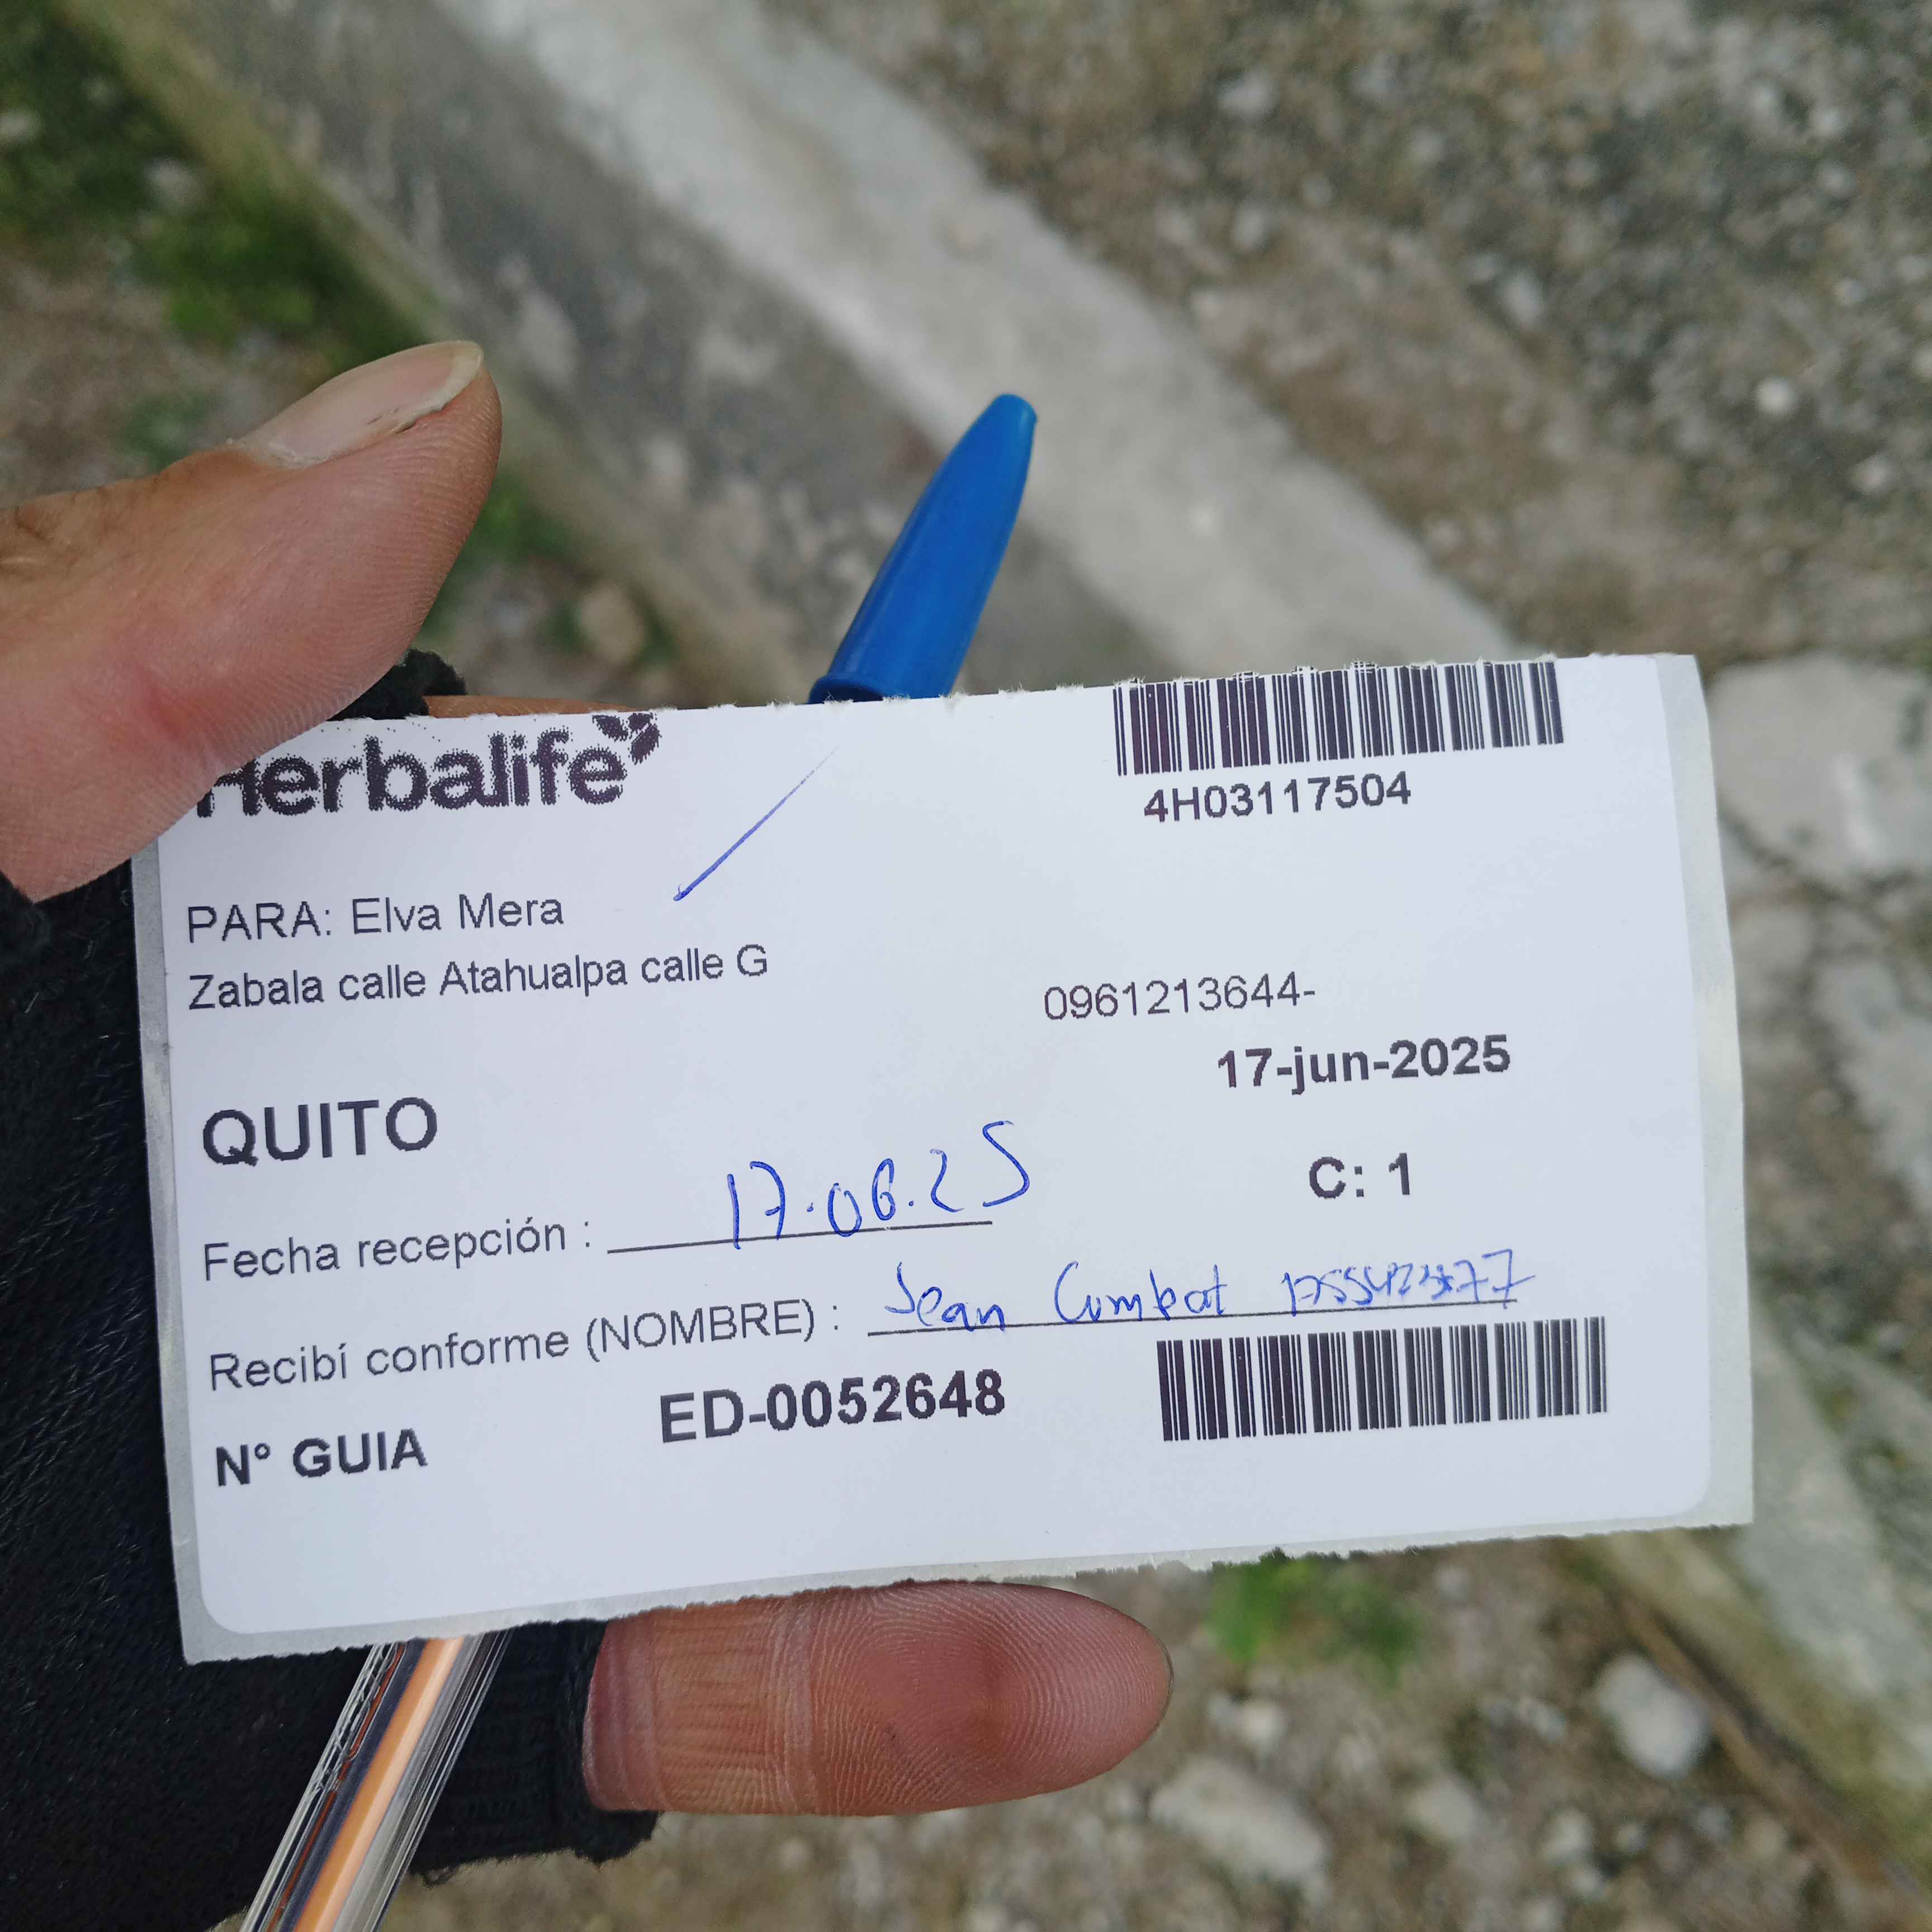 Herbalife
4H03117504
PARA: Elva Mera
Zabala calle Atahualpa calle G
0961213644-
17-jun-2025
QUITO
C: 1
Fecha recepción : 17.06.25
Recibí conforme (NOMBRE) : Jean Cumbat
N° GUIA ED-0052648